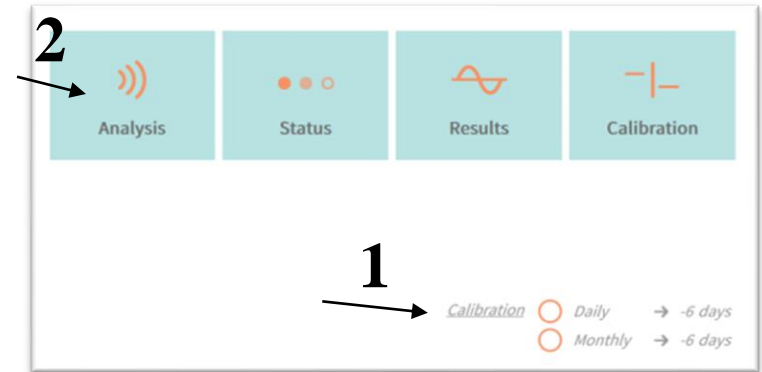 2
Analysis Status Results Calibration
1
Calibration Daily → -6 days
Monthly → -6 days